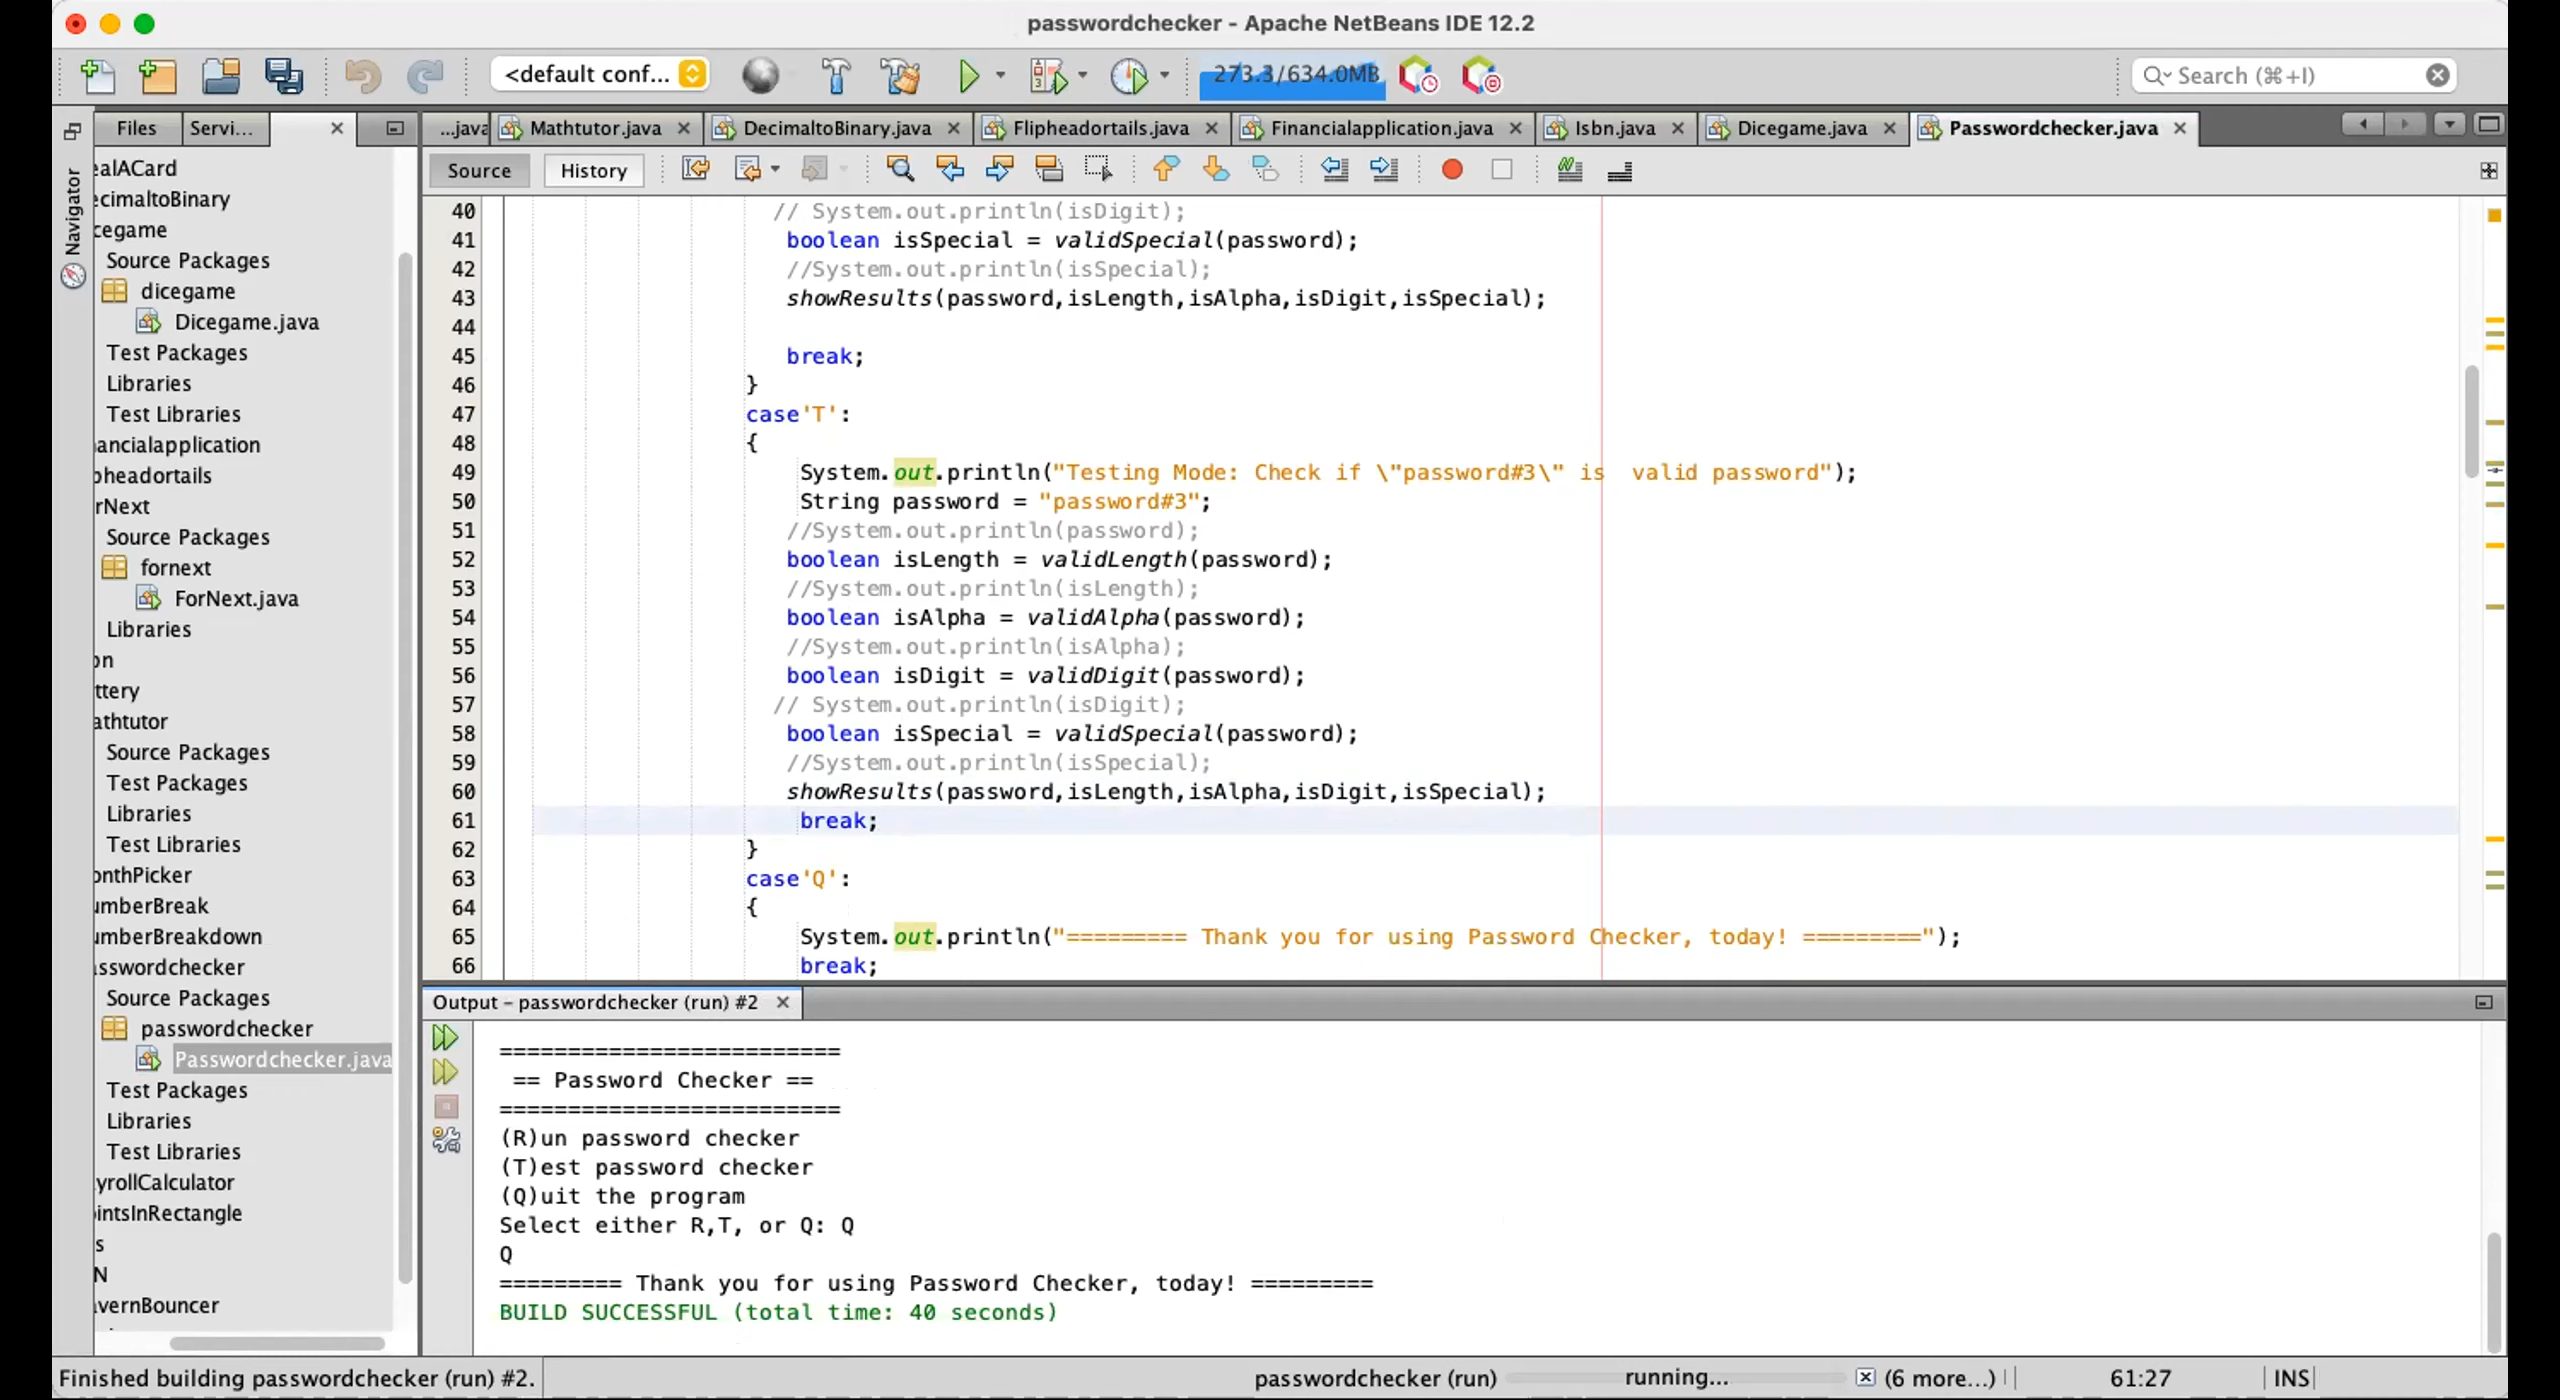 passwordchecker - Apache NetBeans IDE 12.2
<default conf...
273.3/634.0MB
Search (⌘+I)
Files
Servi...
...java
Mathtutor.java
DecimaltoBinary.java
Flipheadortails.java
Financialapplication.java
Isbn.java
Dicegame.java
Passwordchecker.java
Navigator
Source
History
ealACard
ecimaltoBinary
cegame
Source Packages
dicegame
Dicegame.java
Test Packages
Libraries
Test Libraries
ancialapplication
pheadortails
rNext
Source Packages
fornext
ForNext.java
Libraries
on
ttery
athtutor
Source Packages
Test Packages
Libraries
Test Libraries
onthPicker
umberBreak
umberBreakdown
asswordchecker
Source Packages
passwordchecker
Passwordchecker.java
Test Packages
Libraries
Test Libraries
yrollCalculator
intsInRectangle
s
N
avernBouncer
40 // System.out.println(isDigit);
41 boolean isSpecial = validSpecial(password);
42 //System.out.println(isSpecial);
43 showResults(password,isLength,isAlpha,isDigit,isSpecial);
44
45 break;
46 }
47 case'T':
48 {
49 System.out.println("Testing Mode: Check if \"password#3\" is  valid password");
50 String password = "password#3";
51 //System.out.println(password);
52 boolean isLength = validLength(password);
53 //System.out.println(isLength);
54 boolean isAlpha = validAlpha(password);
55 //System.out.println(isAlpha);
56 boolean isDigit = validDigit(password);
57 // System.out.println(isDigit);
58 boolean isSpecial = validSpecial(password);
59 //System.out.println(isSpecial);
60 showResults(password,isLength,isAlpha,isDigit,isSpecial);
61 break;
62 }
63 case'Q':
64 {
65 System.out.println("========= Thank you for using Password Checker, today! =========");
66 break;
Output – passwordchecker (run) #2
=========================
== Password Checker ==
=========================
(R)un password checker
(T)est password checker
(Q)uit the program
Select either R,T, or Q: Q
Q
========= Thank you for using Password Checker, today! =========
BUILD SUCCESSFUL (total time: 40 seconds)
Finished building passwordchecker (run) #2.
passwordchecker (run)
running...
(6 more...)
61:27
INS